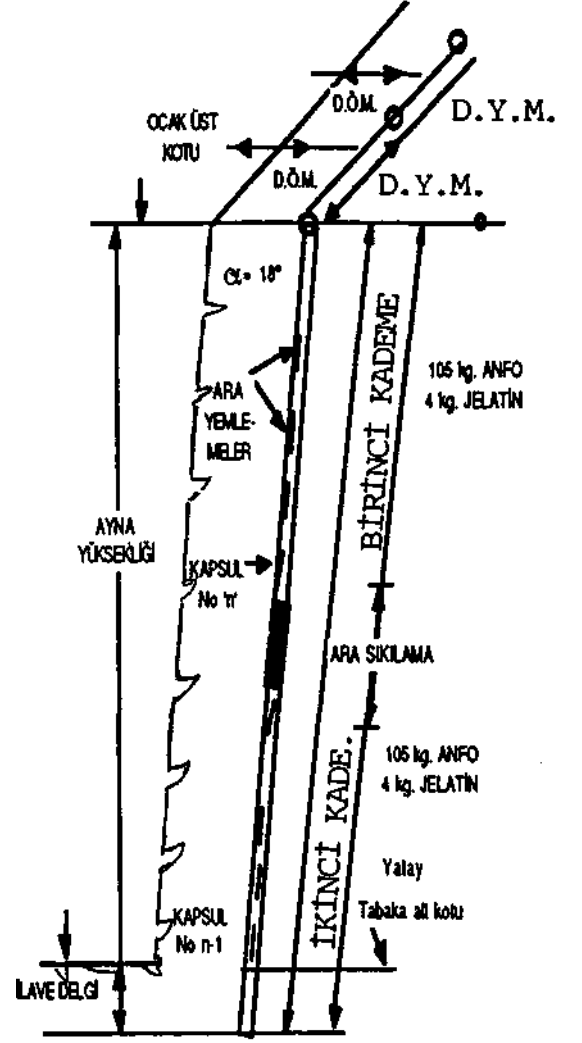 D.Ö.M.
D.Y.M.
OCAK ÜST
KOTU
D.Ö.M.
D.Y.M.
α = 18°
ARA
YEMLE-
MELER
BİRİNCİ KADEME
105 kg. ANFO
4 kg. JELATİN
AYNA
YÜKSEKLİĞİ
KAPSUL
No 'n'
ARA SIKILAMA
İKİNCİ KADE.
105 kg. ANFO
4 kg. JELATİN
Yatay
Tabaka alt kotu
KAPSUL
No n-1
İLAVE DELGİ